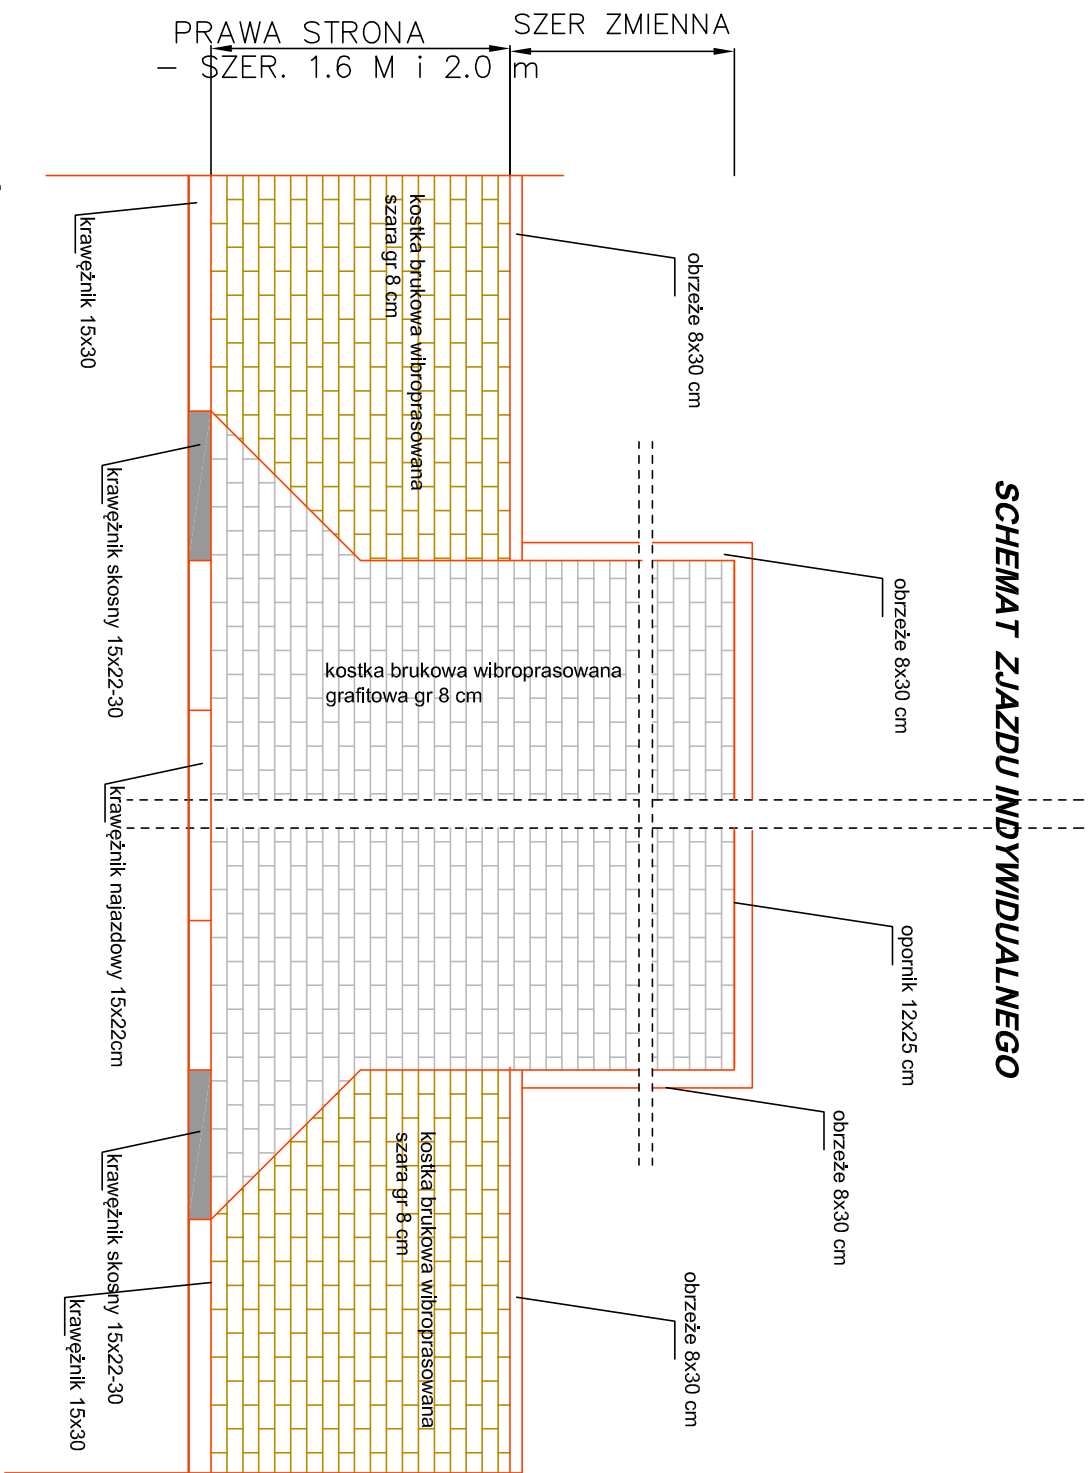 PRAWA STRONA
– SZER. 1.6 M i 2.0 m
SZER ZMIENNA
SCHEMAT ZJAZDU INDYWIDUALNEGO
obrzeże 8x30 cm
obrzeże 8x30 cm
opornik 12x25 cm
obrzeże 8x30 cm
obrzeże 8x30 cm
kostka brukowa wibroprasowana
szara gr 8 cm
kostka brukowa wibroprasowana
grafitowa gr 8 cm
kostka brukowa wibroprasowana
szara gr 8 cm
krawężnik 15x30
krawężnik skosny 15x22-30
krawężnik najazdowy 15x22cm
krawężnik skosny 15x22-30
krawężnik 15x30